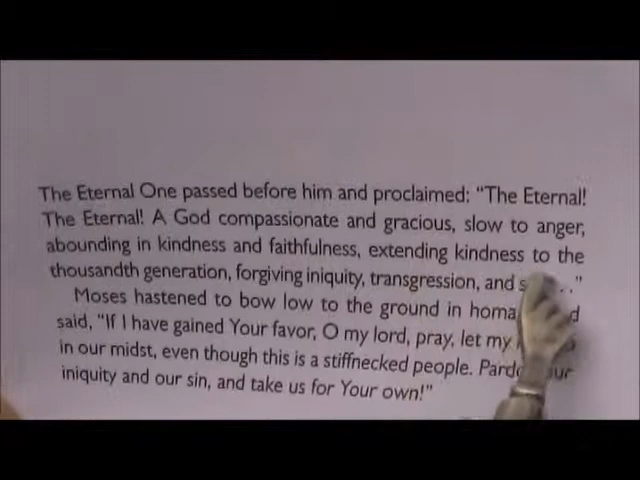 The Eternal One passed before him and proclaimed: “The Eternal!
The Eternal! A God compassionate and gracious, slow to anger,
abounding in kindness and faithfulness, extending kindness to the
thousandth generation, forgiving iniquity, transgression, and
Moses hastened to bow low to the ground in
said, “If I have gained Your favor, O my lord, pray, let my
in our midst, even though this is a stiffnecked people. Pardon our
iniquity and our sin, and take us for Your own!”